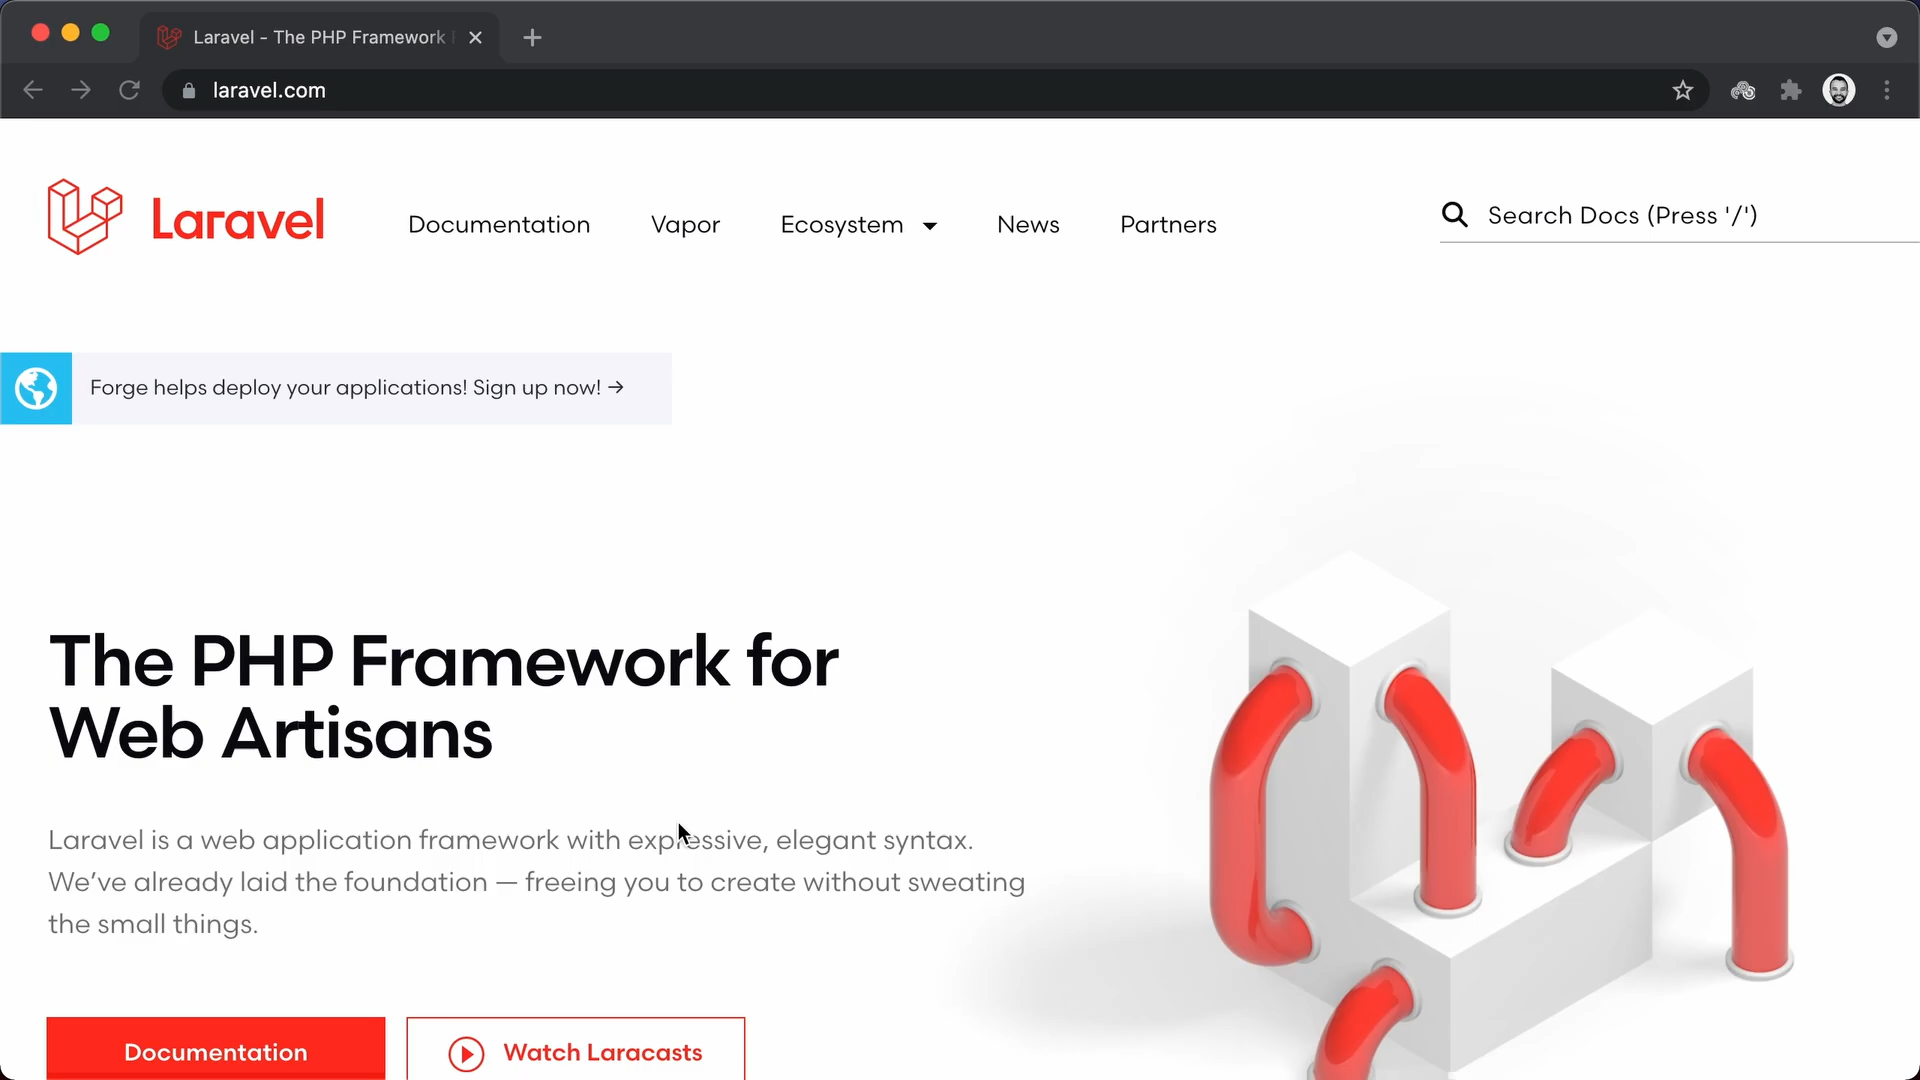 Laravel - The PHP Framework
laravel.com
Laravel
Documentation
Vapor
Ecosystem
News
Partners
Search Docs (Press '/')
Forge helps deploy your applications! Sign up now! →
The PHP Framework for
Web Artisans
Laravel is a web application framework with expressive, elegant syntax.
We’ve already laid the foundation — freeing you to create without sweating
the small things.
Documentation
Watch Laracasts